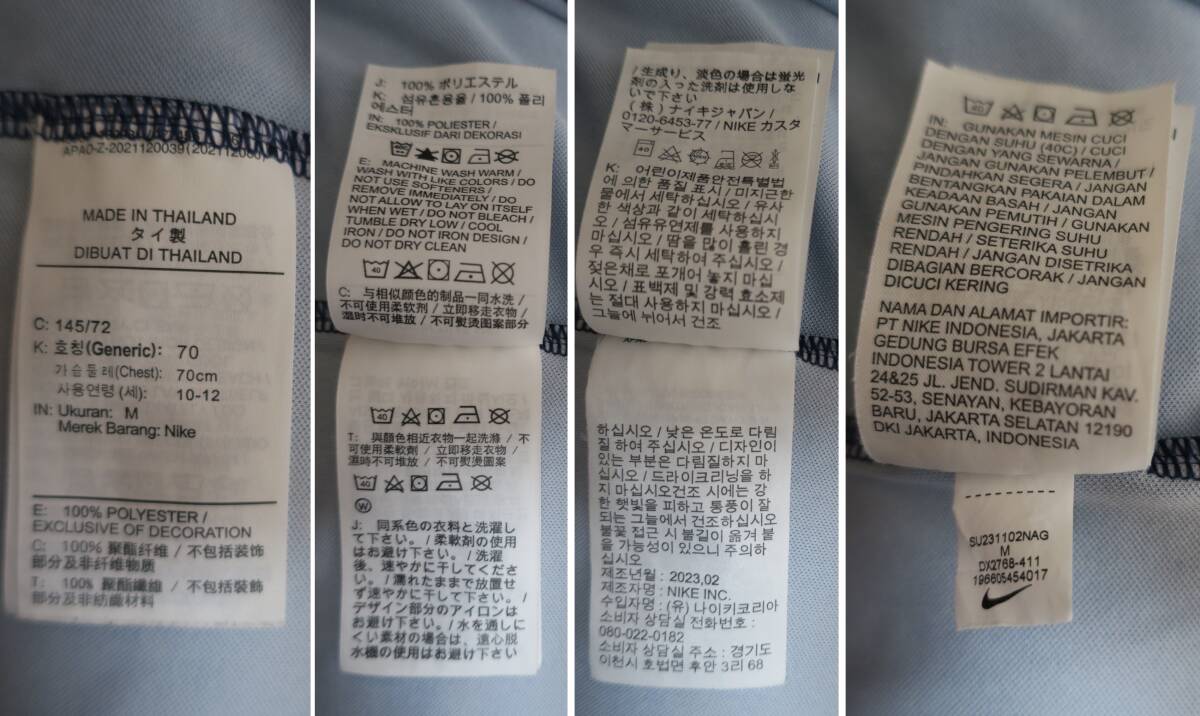 APA0-Z-2021120039(202112060)
MADE IN THAILAND
タイ製
DIBUAT DI THAILAND
C: 145/72
K: 호칭(Generic): 70
가슴둘레(Chest): 70cm
사용연령 (세): 10-12
IN: Ukuran: M
Merek Barang: Nike
E: 100% POLYESTER /
EXCLUSIVE OF DECORATION
C: 100% 聚酯纤维 / 不包括装饰
部分及非纤维物质
T: 100% 聚酯纖維 / 不包括裝飾
部分及非紡織材料
J: 100% ポリエステル
K: 섬유혼용율 / 100% 폴리
에스터
IN: 100% POLIESTER /
EKSKLUSIF DARI DEKORASI
E: MACHINE WASH WARM /
WASH WITH LIKE COLORS / DO
NOT USE SOFTENERS /
REMOVE IMMEDIATELY / DO
NOT ALLOW TO LAY ON ITSELF
WHEN WET / DO NOT BLEACH /
TUMBLE DRY LOW / COOL
IRON / DO NOT IRON DESIGN /
DO NOT DRY CLEAN
40
C: 与相似颜色的制品一同水洗 /
不可使用柔软剂 / 立即移走衣物 /
湿时不可堆放 / 不可熨烫图案部分
40
T: 與顏色相近衣物一起洗滌 / 不
可使用柔軟劑 / 立即移走衣物 /
濕時不可堆放 / 不可熨燙圖案
40
W
J: 同系色の衣料と洗濯し
て下さい。/ 柔軟剤の使用
はお避け下さい。/ 洗濯
後、速やかに干してくださ
い。/ 濡れたままで放置せ
ず速やかに干して下さい。/
デザイン部分のアイロンは
お避け下さい。/ 水を通しに
くい素材の場合は、遠心脱
水機の使用はお避け下さい
/ 生成り、淡色の場合は蛍光
剤の入った洗剤は使用しな
いで下さい
(株) ナイキジャパン /
0120-6453-77 / NIKE カスタ
マーサービス
40
K: 어린이제품안전특별법
에 의한 품질 표시 / 미지근한
물에서 세탁하십시오 / 유사
한 색상과 같이 세탁하십시
오 / 섬유유연제를 사용하지
마십시오 / 땀을 많이 흘린 경
우 즉시 세탁하여 주십시오 /
젖은채로 포개어 놓지 마십
시오 / 표백제 및 강력 효소제
는 절대 사용하지 마십시오 /
그늘에 뉘어서 건조
하십시오 / 낮은 온도로 다림
질 하여 주십시오 / 디자인이
있는 부분은 다림질하지 마
십시오 / 드라이크리닝을 하
지 마십시오건조 시에는 강
한 햇빛을 피하고 통풍이 잘
되는 그늘에서 건조하십시오
불꽃 접근 시 불길이 옮겨 붙
을 가능성이 있으니 주의하
십시오
제조년월 : 2023,02
제조자명 : NIKE INC.
수입자명 : (유) 나이키코리아
소비자 상담실 전화번호 :
080-022-0182
소비자 상담실 주소 : 경기도
이천시 호법면 후안 3리 68
40
IN: GUNAKAN MESIN CUCI
DENGAN SUHU (40C) / CUCI
DENGAN YANG SEWARNA /
JANGAN GUNAKAN PELEMBUT /
PINDAHKAN SEGERA / JANGAN
BENTANGKAN PAKAIAN DALAM
KEADAAN BASAH / JANGAN
GUNAKAN PEMUTIH / GUNAKAN
MESIN PENGERING SUHU
RENDAH / SETERIKA SUHU
RENDAH / JANGAN DISETRIKA
DIBAGIAN BERCORAK / JANGAN
DICUCI KERING
NAMA DAN ALAMAT IMPORTIR:
PT NIKE INDONESIA, JAKARTA
GEDUNG BURSA EFEK
INDONESIA TOWER 2 LANTAI
24&25 JL. JEND. SUDIRMAN KAV.
52-53, SENAYAN, KEBAYORAN
BARU, JAKARTA SELATAN 12190
DKI JAKARTA, INDONESIA
SU231102NAG
M
DX2768-411
196605454017